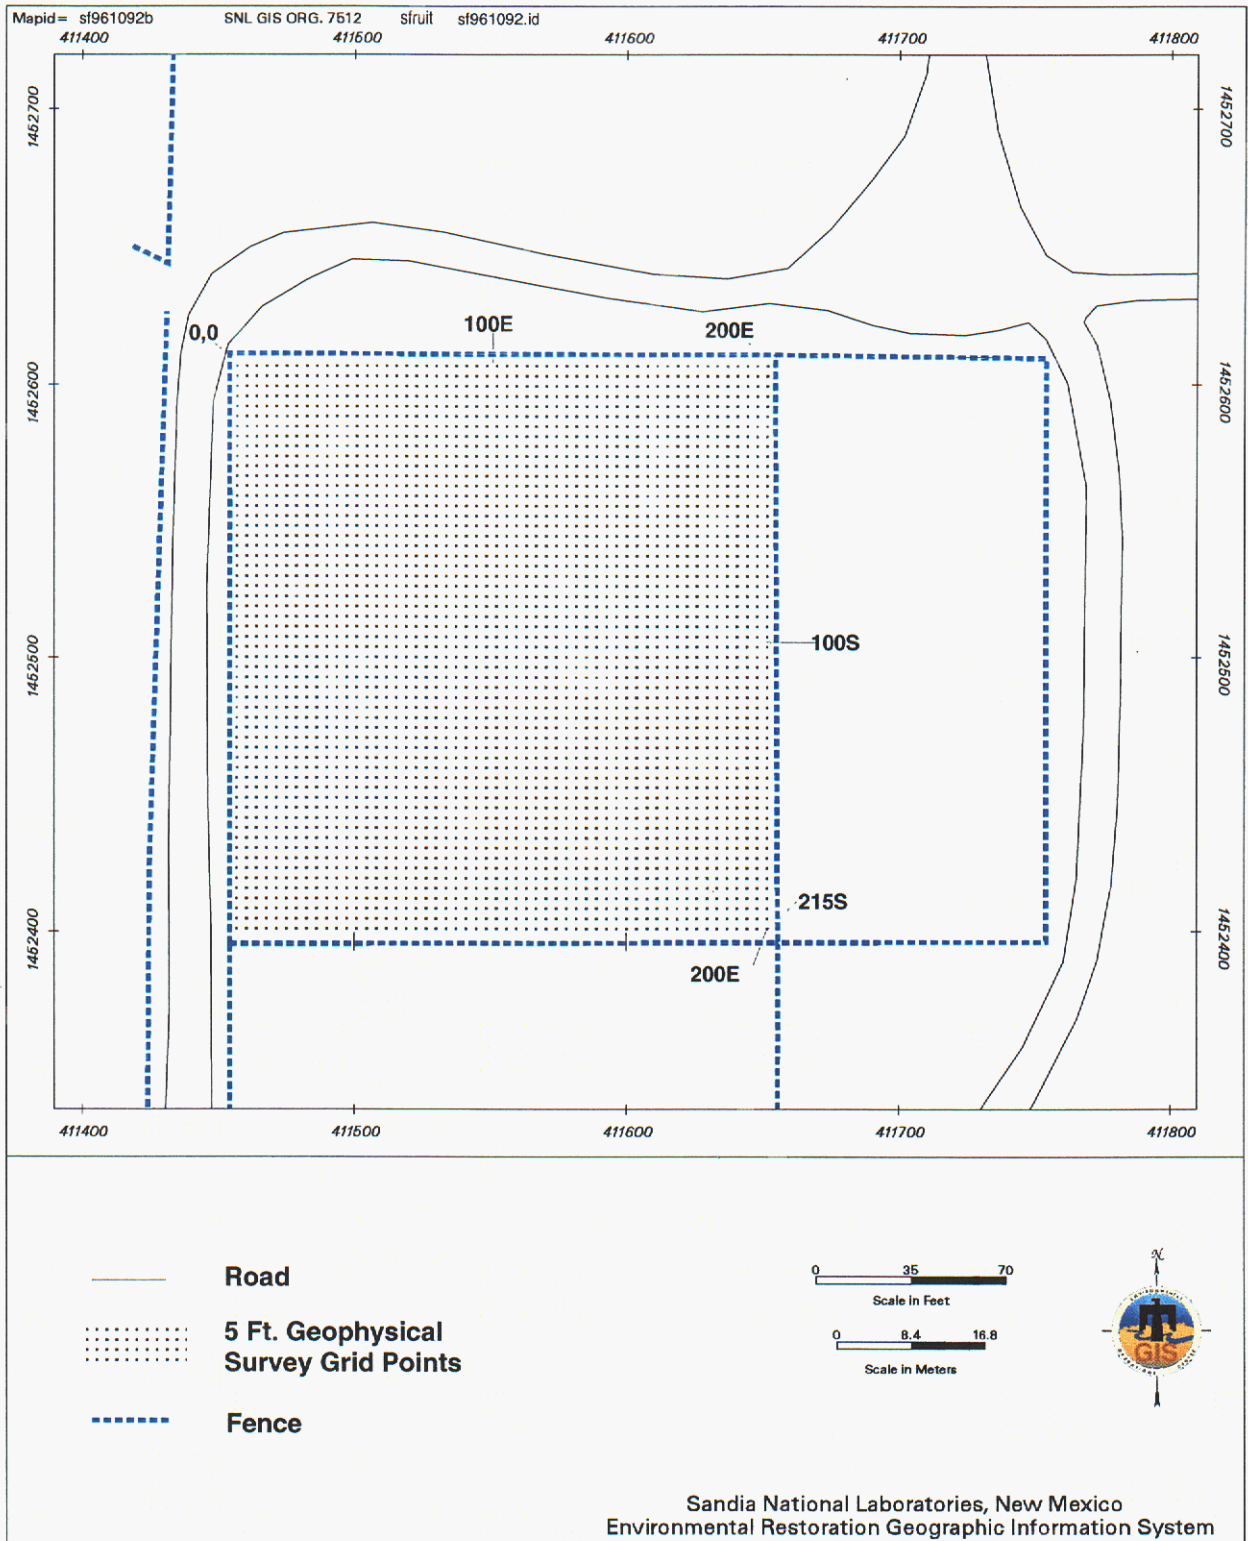 Mapid= sf961092b SNL GIS ORG. 7512 sfruit sf961092.id
411400 411500 411600 411700 411800
1452700 1452700
0,0 100E 200E
1452600 1452600
100S
1452500 1452500
215S
1452400 1452400
200E
411400 411500 411600 411700 411800
Road
5 Ft. Geophysical
Survey Grid Points
Fence
0 35 70
Scale in Feet
0 8.4 16.8
Scale in Meters
N
GIS
Sandia National Laboratories, New Mexico
Environmental Restoration Geographic Information System